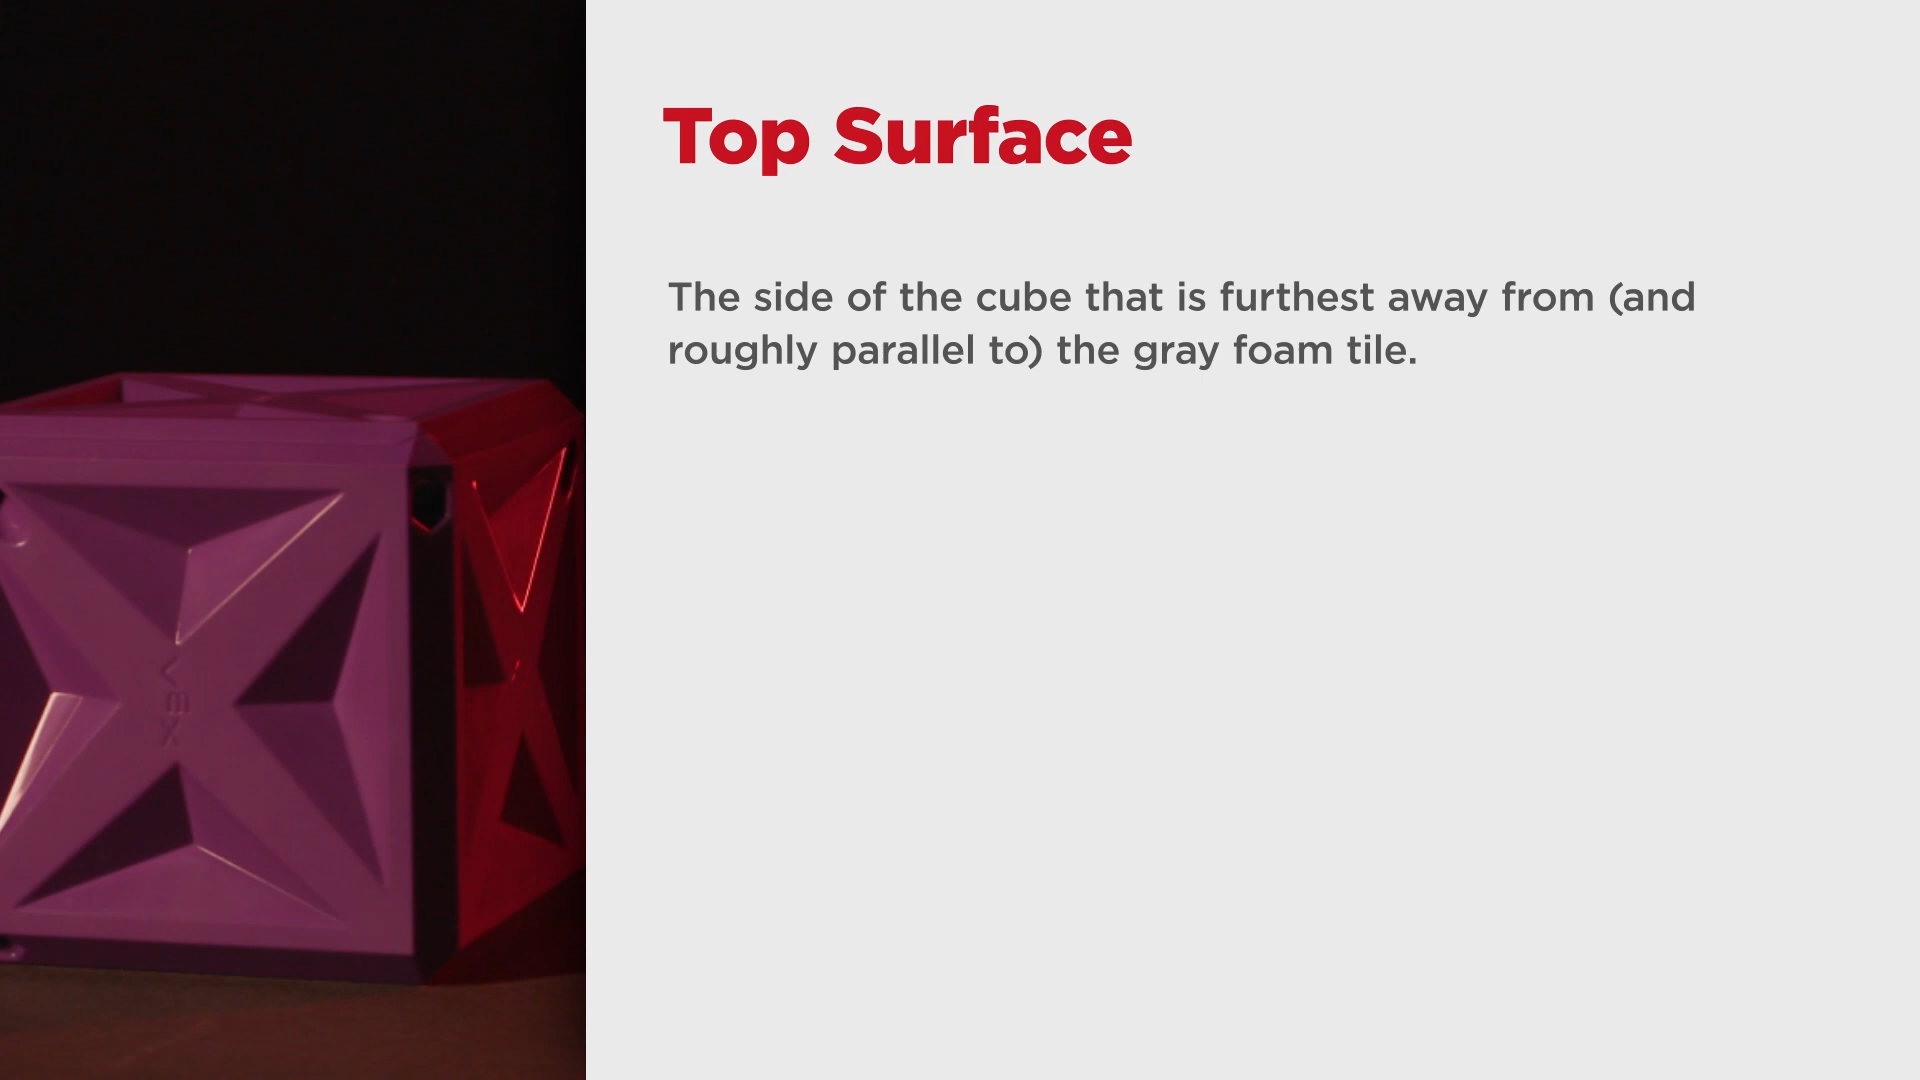 Top Surface
The side of the cube that is furthest away from (and
roughly parallel to) the gray foam tile.
VEX